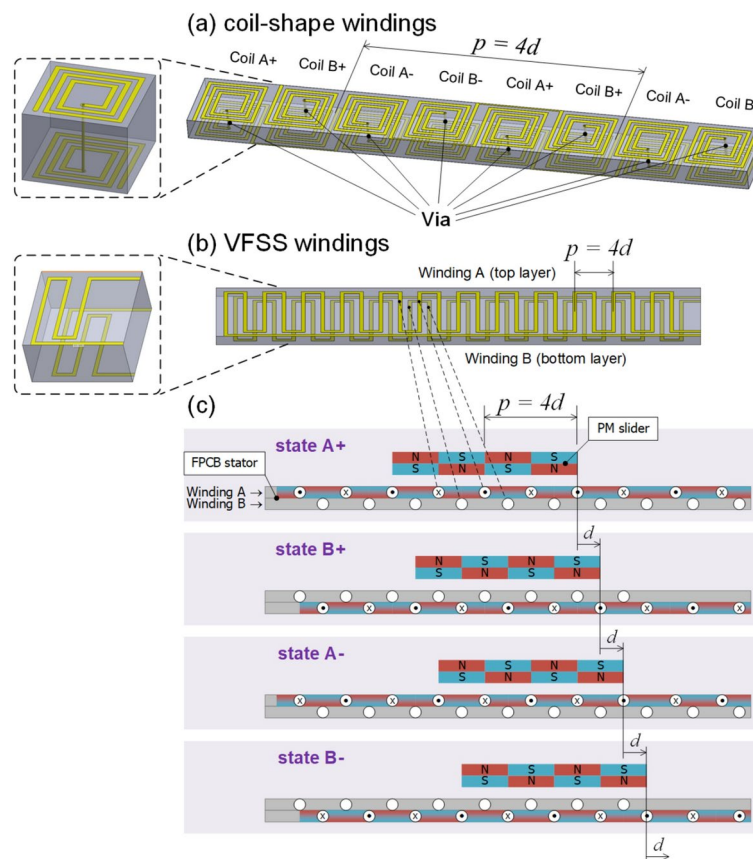 (a) coil-shape windings
p = 4d
Coil A+
Coil B+
Coil A-
Coil B-
Coil A+
Coil B+
Coil A-
Coil B
Via
(b) VFSS windings
p = 4d
Winding A (top layer)
Winding B (bottom layer)
(c)
p = 4d
state A+
PM slider
FPCB stator
N S N S
S N S N
Winding A →
Winding B →
x x x x x
d
state B+
N S N S
S N S N
x x x x x
d
state A-
N S N S
S N S N
x x x x x
d
state B-
N S N S
S N S N
x x x x x
d